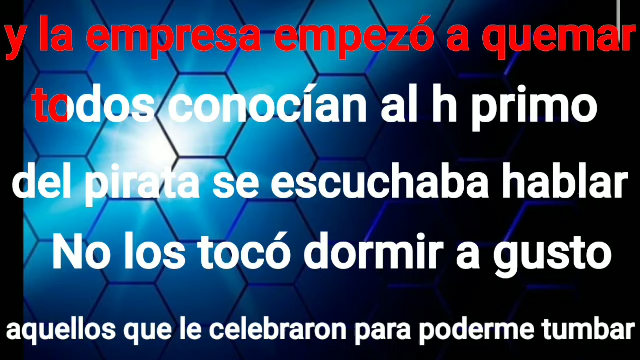 y la empresa empezó a quemar
todos conocían al h primo
del pirata se escuchaba hablar
No los tocó dormir a gusto
aquellos que le celebraron para poderme tumbar